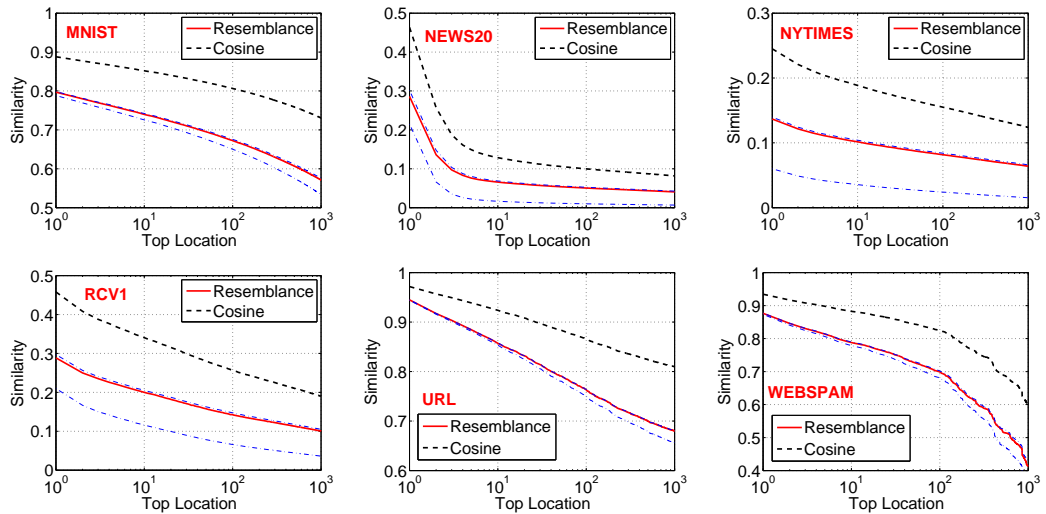 MNIST
Resemblance
Cosine
Similarity
1
0.9
0.8
0.7
0.6
0.5
10^0 10^1 10^2 10^3
Top Location
NEWS20
Resemblance
Cosine
Similarity
0.5
0.4
0.3
0.2
0.1
0
10^0 10^1 10^2 10^3
Top Location
NYTIMES
Resemblance
Cosine
Similarity
0.3
0.2
0.1
0
10^0 10^1 10^2 10^3
Top Location
RCV1
Resemblance
Cosine
Similarity
0.5
0.4
0.3
0.2
0.1
0
10^0 10^1 10^2 10^3
Top Location
URL
Resemblance
Cosine
Similarity
1
0.9
0.8
0.7
0.6
10^0 10^1 10^2 10^3
Top Location
WEBSPAM
Resemblance
Cosine
Similarity
1
0.9
0.8
0.7
0.6
0.5
0.4
10^0 10^1 10^2 10^3
Top Location